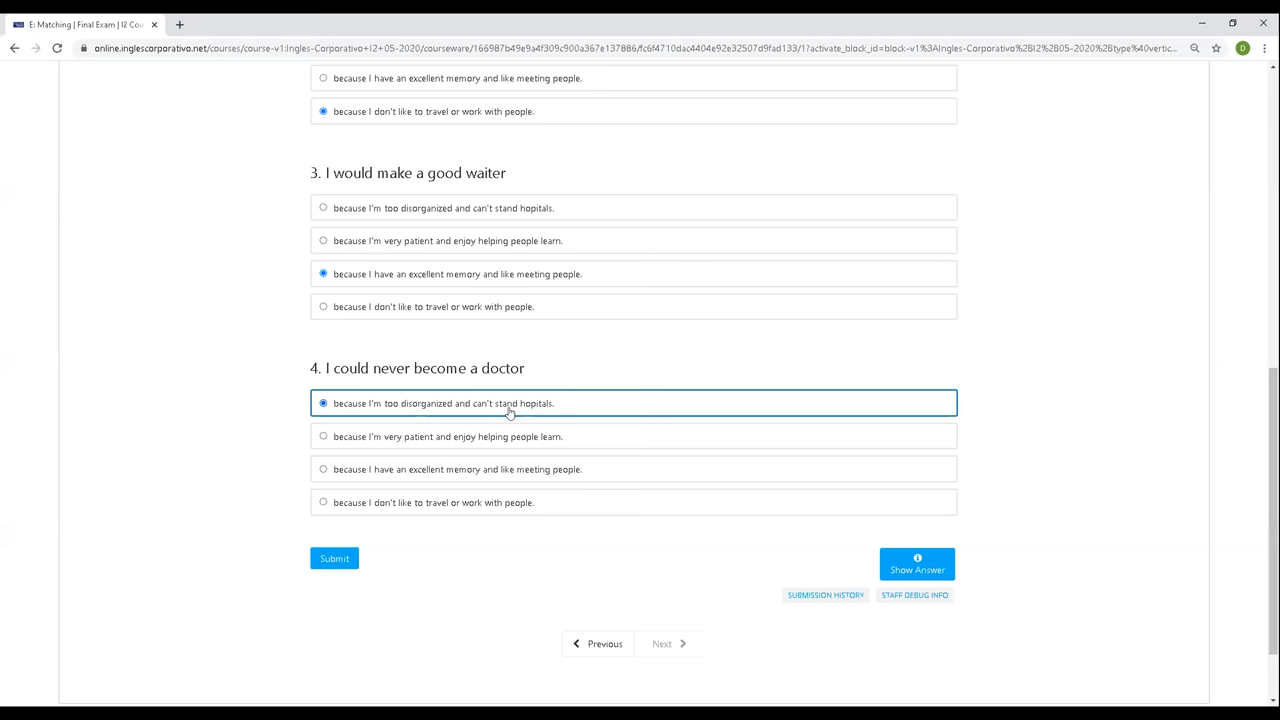 E: Matching | Final Exam | I2 Cou
online.inglescorporativo.net/courses/course-v1:Ingles-Corporativo+I2+05-2020/courseware/166987b49e9a4f309c900a367e137886/fc6f4710dac4404e92e32507d9fad133/1?activate_block_id=block-v1%3AIngles-Corporativo%2BI2%2B05-2020%2Btype%40vertic...
D
because I have an excellent memory and like meeting people.
because I don't like to travel or work with people.
3. I would make a good waiter
because I'm too disorganized and can't stand hopitals.
because I'm very patient and enjoy helping people learn.
because I have an excellent memory and like meeting people.
because I don't like to travel or work with people.
4. I could never become a doctor
because I'm too disorganized and can't stand hopitals.
because I'm very patient and enjoy helping people learn.
because I have an excellent memory and like meeting people.
because I don't like to travel or work with people.
Submit
Show Answer
SUBMISSION HISTORY
STAFF DEBUG INFO
Previous
Next